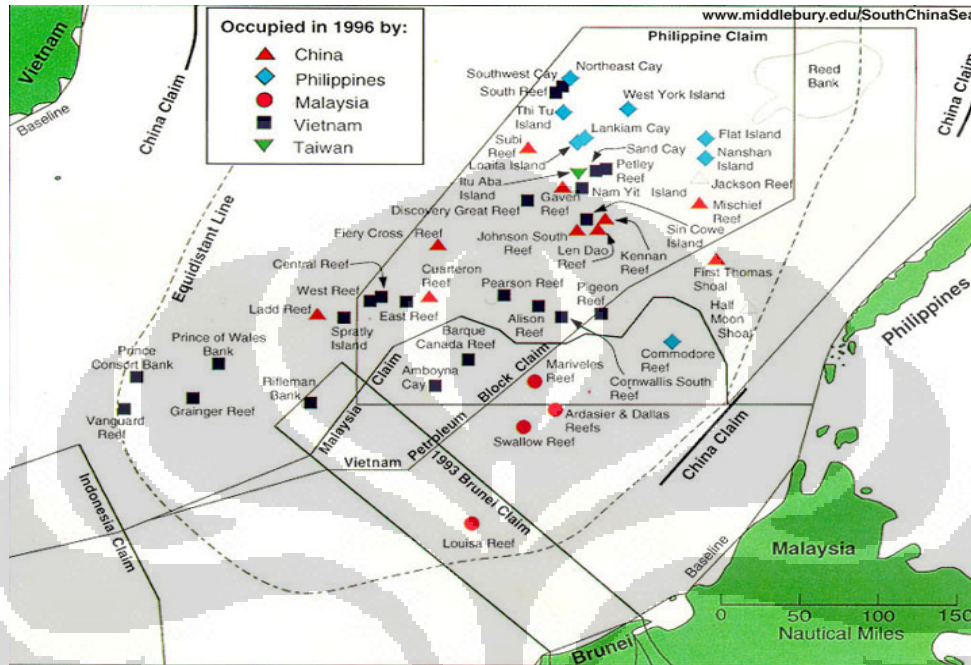 www.middlebury.edu/SouthChinaSea
Occupied in 1996 by:
China
Philippines
Malaysia
Vietnam
Taiwan
Vietnam
Baseline
China Claim
Equidistant Line
Philippine Claim
Reed
Bank
China Claim
Southwest Cay
Northeast Cay
South Reef
Thi Tu
Island
West York Island
Subi
Reef
Lankiam Cay
Loaita Island
Sand Cay
Flat Island
Nanshan
Island
Petley
Reef
Itu Aba
Island
Gaven
Reef
Nam Yit Island
Jackson Reef
Mischief
Reef
Discovery Great Reef
Sin Cowe
Island
Fiery Cross Reef
Johnson South
Reef
Len Dao
Reef
Kennan
Reef
First Thomas
Shoal
Central Reef
Cuarteron
Reef
Pearson Reef
Pigeon
Reef
West Reef
East Reef
Ladd Reef
Spratly
Island
Alison
Reef
Half
Moon
Shoal
Philippines
Barque
Canada Reef
Commodore
Reef
Prince of Wales
Bank
Prince
Consort Bank
Amboyna
Cay
Mariveles
Reef
Cornwallis South
Reef
Rifleman
Bank
Vanguard
Reef
Grainger Reef
Ardasier & Dallas
Reefs
Swallow Reef
Malaysia Claim
Vietnam Petrpleum Block Claim
1993 Brunei Claim
China Claim
Indonesia Claim
Louisa Reef
Baseline
Malaysia
Brunei
0 50 100 150
Nautical Miles